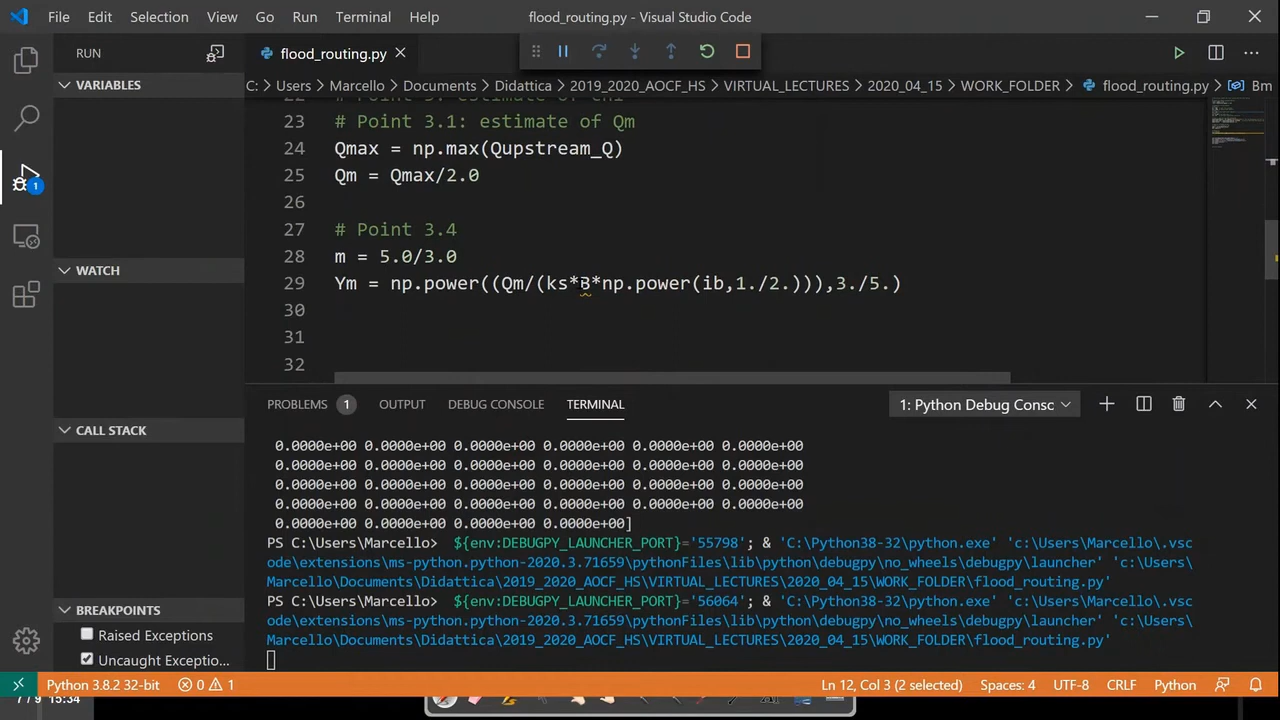 File Edit Selection View Go Run Terminal Help flood_routing.py - Visual Studio Code
RUN
flood_routing.py
C: Users Marcello Documents Didattica 2019_2020_AOCF_HS VIRTUAL_LECTURES 2020_04_15 WORK_FOLDER flood_routing.py Bm
VARIABLES
WATCH
CALL STACK
BREAKPOINTS
Raised Exceptions
Uncaught Exceptio...
1
22
23 # Point 3.1: estimate of Qm
24 Qmax = np.max(Qupstream_Q)
25 Qm = Qmax/2.0
26
27 # Point 3.4
28 m = 5.0/3.0
29 Ym = np.power((Qm/(ks*B*np.power(ib,1./2.))),3./5.)
30
31
32
PROBLEMS 1 OUTPUT DEBUG CONSOLE TERMINAL 1: Python Debug Consc
0.0000e+00 0.0000e+00 0.0000e+00 0.0000e+00 0.0000e+00 0.0000e+00
0.0000e+00 0.0000e+00 0.0000e+00 0.0000e+00 0.0000e+00 0.0000e+00
0.0000e+00 0.0000e+00 0.0000e+00 0.0000e+00 0.0000e+00 0.0000e+00
0.0000e+00 0.0000e+00 0.0000e+00 0.0000e+00 0.0000e+00 0.0000e+00
0.0000e+00 0.0000e+00 0.0000e+00 0.0000e+00]
PS C:\Users\Marcello> ${env:DEBUGPY_LAUNCHER_PORT}='55798'; & 'C:\Python38-32\python.exe' 'c:\Users\Marcello\.vsc
ode\extensions\ms-python.python-2020.3.71659\pythonFiles\lib\python\debugpy\no_wheels\debugpy\launcher' 'c:\Users\
Marcello\Documents\Didattica\2019_2020_AOCF_HS\VIRTUAL_LECTURES\2020_04_15\WORK_FOLDER\flood_routing.py'
PS C:\Users\Marcello> ${env:DEBUGPY_LAUNCHER_PORT}='56064'; & 'C:\Python38-32\python.exe' 'c:\Users\Marcello\.vsc
ode\extensions\ms-python.python-2020.3.71659\pythonFiles\lib\python\debugpy\no_wheels\debugpy\launcher' 'c:\Users\
Marcello\Documents\Didattica\2019_2020_AOCF_HS\VIRTUAL_LECTURES\2020_04_15\WORK_FOLDER\flood_routing.py'
Python 3.8.2 32-bit 0 1 Ln 12, Col 3 (2 selected) Spaces: 4 UTF-8 CRLF Python
15:34